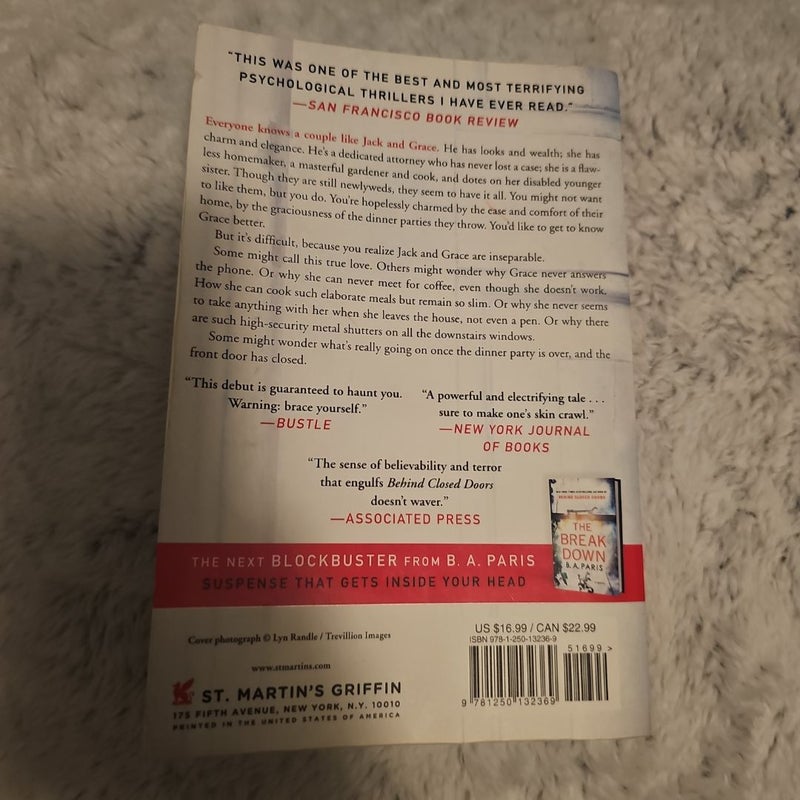 "THIS WAS ONE OF THE BEST AND MOST TERRIFYING
PSYCHOLOGICAL THRILLERS I HAVE EVER READ."
—SAN FRANCISCO BOOK REVIEW
Everyone knows a couple like Jack and Grace. He has looks and wealth; she has
charm and elegance. He's a dedicated attorney who has never lost a case; she is a flaw-
less homemaker, a masterful gardener and cook, and dotes on her disabled younger
sister. Though they are still newlyweds, they seem to have it all. You might not want
to like them, but you do. You're hopelessly charmed by the ease and comfort of their
home, by the graciousness of the dinner parties they throw. You'd like to get to know
Grace better.
But it's difficult, because you realize Jack and Grace are inseparable.
Some might call this true love. Others might wonder why Grace never answers
the phone. Or why she can never meet for coffee, even though she doesn't work.
How she can cook such elaborate meals but remain so slim. Or why she never seems
to take anything with her when she leaves the house, not even a pen. Or why there
are such high-security metal shutters on all the downstairs windows.
Some might wonder what's really going on once the dinner party is over, and the
front door has closed.
"This debut is guaranteed to haunt you.
Warning: brace yourself."
—BUSTLE
"A powerful and electrifying tale . . .
sure to make one's skin crawl."
—NEW YORK JOURNAL
OF BOOKS
"The sense of believability and terror
that engulfs Behind Closed Doors
doesn't waver."
—ASSOCIATED PRESS
BEHIND CLOSED DOORS
THE
BREAK
DOWN
B. A. PARIS
THE NEXT BLOCKBUSTER FROM B. A. PARIS
SUSPENSE THAT GETS INSIDE YOUR HEAD
Cover photograph © Lyn Randle / Trevillion Images
www.stmartins.com
ST. MARTIN'S GRIFFIN
175 FIFTH AVENUE, NEW YORK, N.Y. 10010
PRINTED IN THE UNITED STATES OF AMERICA
US $16.99 / CAN $22.99
ISBN 978-1-250-13236-9
51699 >
9 781250 132369